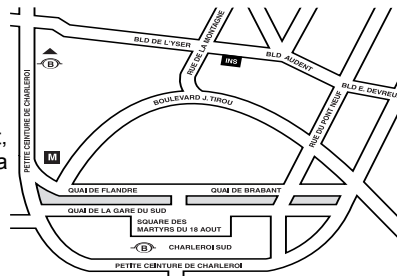 BLD DE L'YSER
RUE DE LA MONTAGNE
INS
BLD AUDENT
BLD E. DEVREU
B
BOULEVARD J. TIROU
RUE DU PONT NEUF
PETITE CEINTURE DE CHARLEROI
,
a
M
QUAI DE FLANDRE
QUAI DE BRABANT
QUAI DE LA GARE DU SUD
SQUARE DES
MARTYRS DU 18 AOUT
B CHARLEROI SUD
PETITE CEINTURE DE CHARLEROI